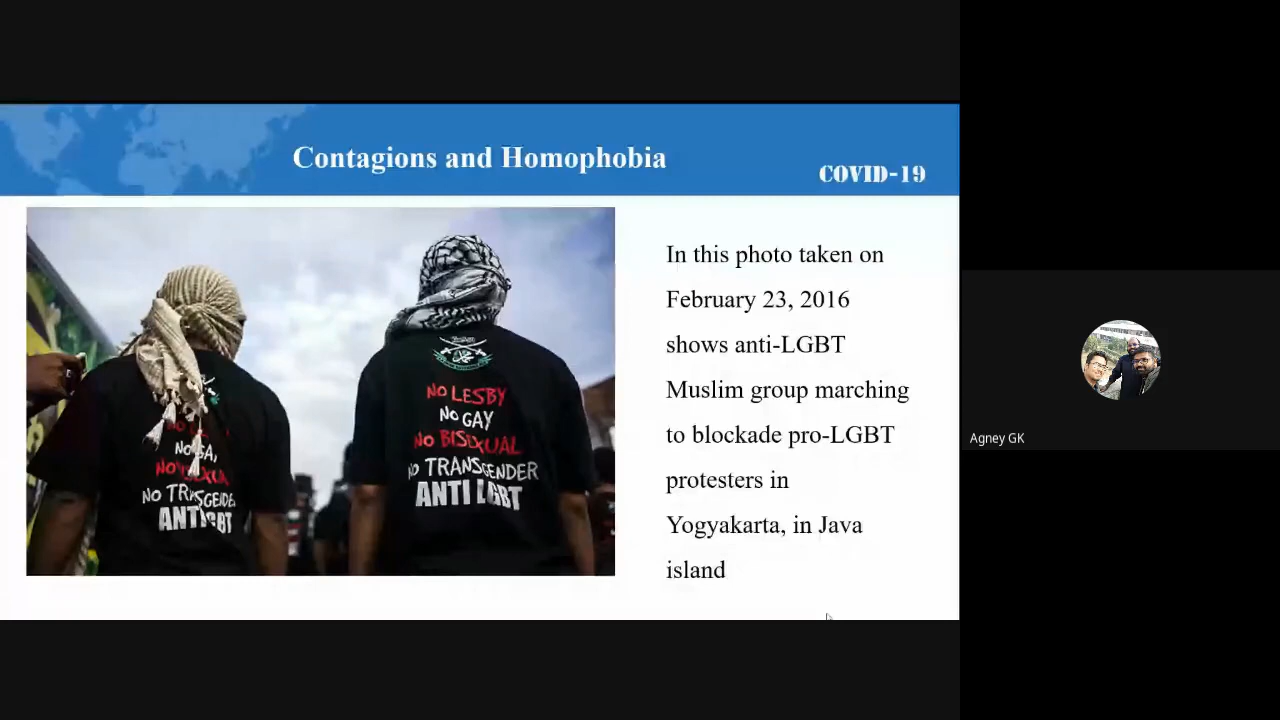 Contagions and Homophobia
COVID-19
In this photo taken on
February 23, 2016
shows anti-LGBT
Muslim group marching
to blockade pro-LGBT
protesters in
Yogyakarta, in Java
island
NO LESBY
NO GAY
NO BISEXUAL
NO TRANSGENDER
ANTI LGBT
NO
ANTI
Agney GK